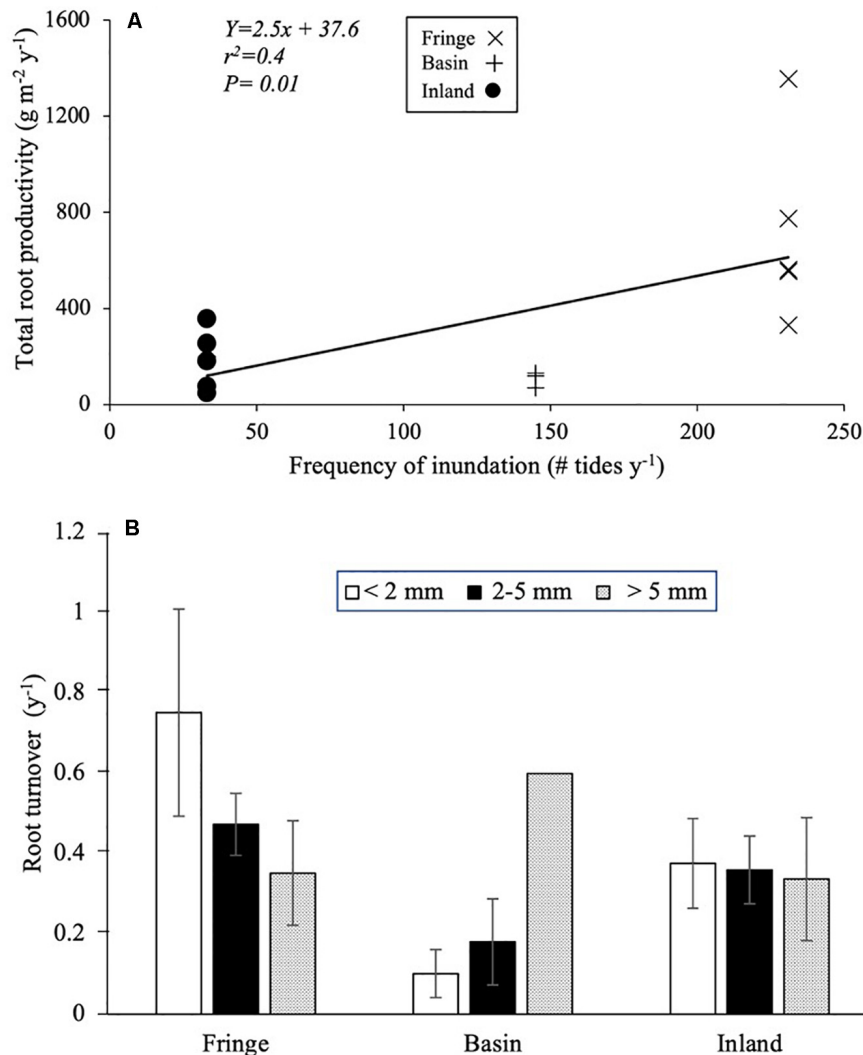 A
Y=2.5x + 37.6
r²=0.4
P= 0.01
Fringe ×
Basin +
Inland ●
Total root productivity (g m⁻² y⁻¹)
1600
1200
800
400
0
0 50 100 150 200 250
Frequency of inundation (# tides y⁻¹)
B
< 2 mm 2-5 mm > 5 mm
Root turnover (y⁻¹)
1.2
1
0.8
0.6
0.4
0.2
0
Fringe Basin Inland